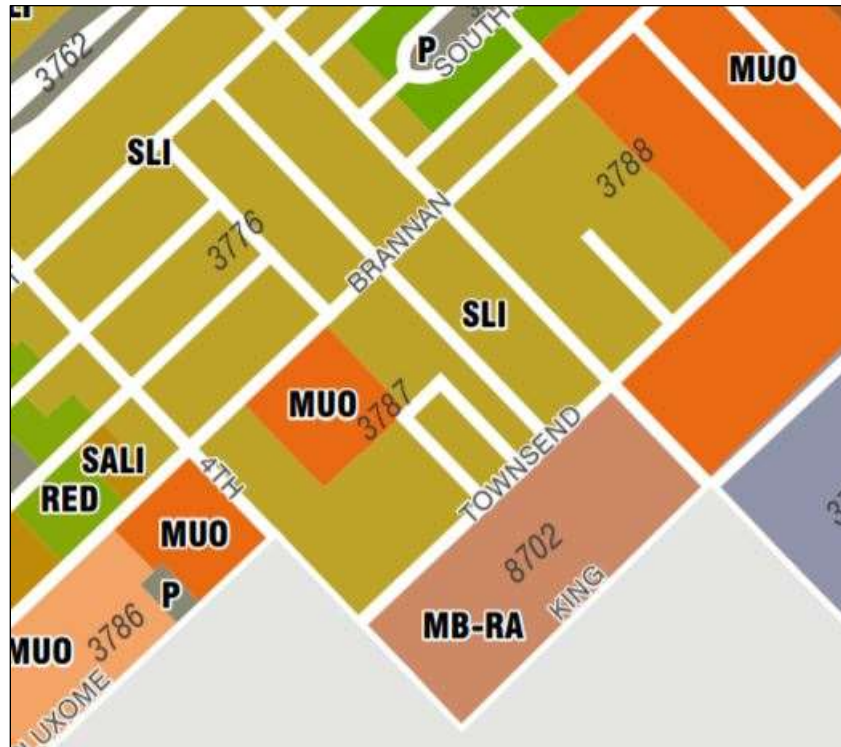 3762
P
SOUTH
MUO
SLI
3788
3776
BRANNAN
SLI
MUO
3787
SALI
RED
4TH
TOWNSEND
MUO
8702
P
KING
MUO
3786
MB-RA